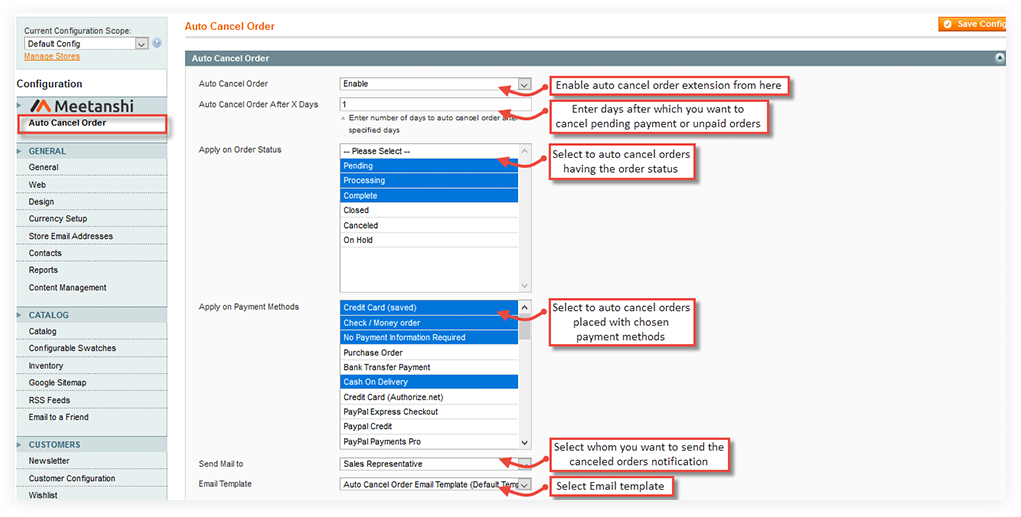 Current Configuration Scope:
Default Config
Manage Stores
Configuration
Meetanshi
Auto Cancel Order
GENERAL
General
Web
Design
Currency Setup
Store Email Addresses
Contacts
Reports
Content Management
CATALOG
Catalog
Configurable Swatches
Inventory
Google Sitemap
RSS Feeds
Email to a Friend
CUSTOMERS
Newsletter
Customer Configuration
Wishlist
Auto Cancel Order
Save Config
Auto Cancel Order
Auto Cancel Order
Enable
Enable auto cancel order extension from here
Auto Cancel Order After X Days
1
Enter number of days to auto cancel order after
specified days
Enter days after which you want to
cancel pending payment or unpaid orders
Apply on Order Status
-- Please Select --
Pending
Processing
Complete
Closed
Canceled
On Hold
Select to auto cancel orders
having the order status
Apply on Payment Methods
Credit Card (saved)
Check / Money order
No Payment Information Required
Purchase Order
Bank Transfer Payment
Cash On Delivery
Credit Card (Authorize.net)
PayPal Express Checkout
Paypal Credit
PayPal Payments Pro
Select to auto cancel orders
placed with chosen
payment methods
Send Mail to
Sales Representative
Select whom you want to send the
canceled orders notification
Email Template
Auto Cancel Order Email Template (Default Temp
Select Email template